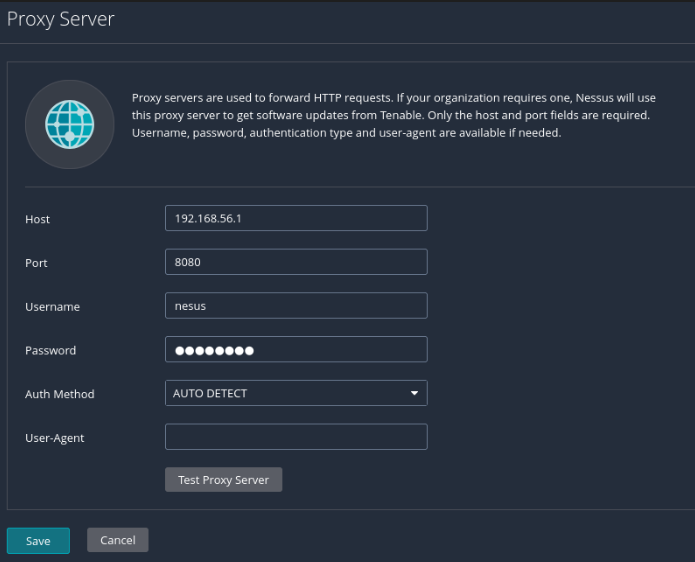 Proxy Server
Proxy servers are used to forward HTTP requests. If your organization requires one, Nessus will use
this proxy server to get software updates from Tenable. Only the host and port fields are required.
Username, password, authentication type and user-agent are available if needed.
Host
192.168.56.1
Port
8080
Username
nesus
Password
●●●●●●●●
Auth Method
AUTO DETECT
User-Agent
Test Proxy Server
Save
Cancel